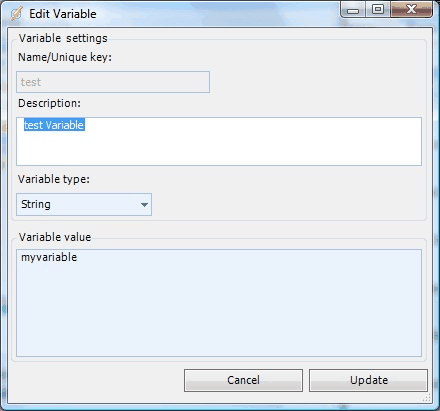 Edit Variable
Variable settings
Name/Unique key:
test
Description:
test Variable
Variable type:
String
Variable value
myvariable
Cancel
Update